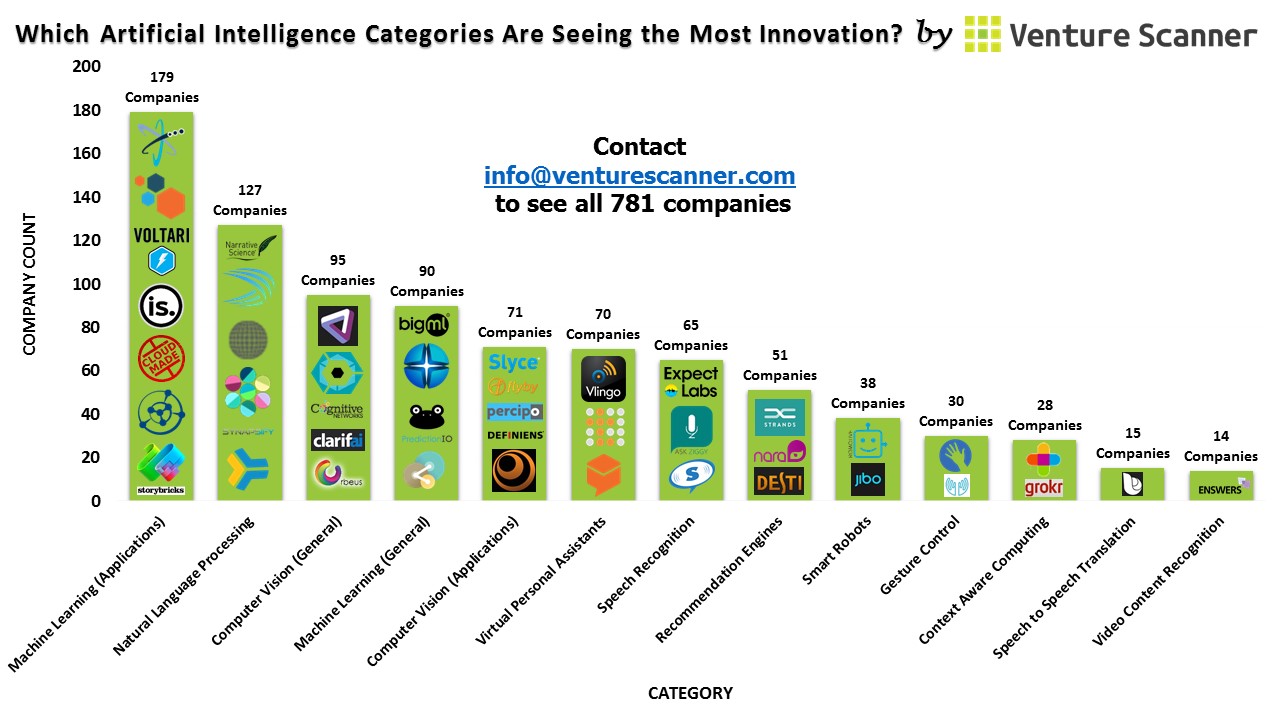 Which Artificial Intelligence Categories Are Seeing the Most Innovation? by Venture Scanner
COMPANY COUNT
200
180
160
140
120
100
80
60
40
20
0
Contact
info@venturescanner.com
to see all 781 companies
179
Companies
VOLTARI
is.
CLOUD
MADE
storybricks
127
Companies
Narrative
Science
SYNAPSIFY
95
Companies
Cognitive
NETWORKS
clarifai
Orbeus
90
Companies
bigml
PredictionIO
71
Companies
Slyce
flyby
percipo
DEFINIENS
70
Companies
Vlingo
65
Companies
Expect
Labs
ASK ZIGGY
51
Companies
STRANDS
nara
DESTI
38
Companies
jibo
30
Companies
28
Companies
grokr
15
Companies
14
Companies
ENSWERS
Machine Learning (Applications)
Natural Language Processing
Computer Vision (General)
Machine Learning (General)
Computer Vision (Applications)
Virtual Personal Assistants
Speech Recognition
Recommendation Engines
Smart Robots
Gesture Control
Context Aware Computing
Speech to Speech Translation
Video Content Recognition
CATEGORY